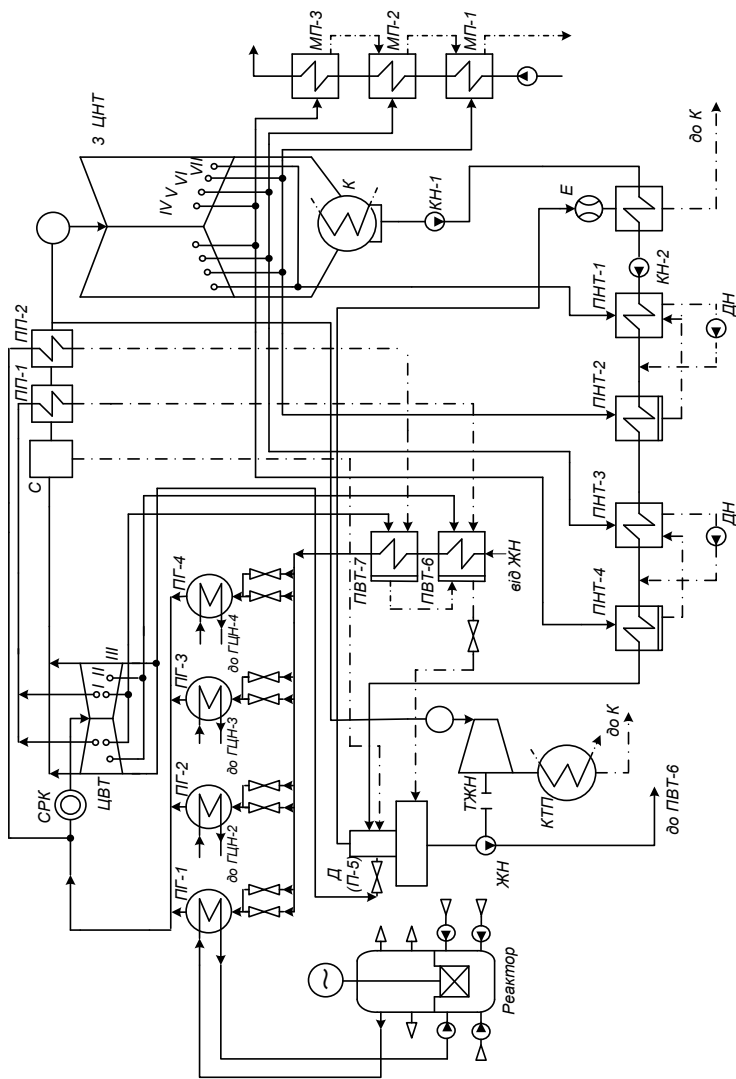 МП-3
МП-2
МП-1
3 ЦНТ
IV
V
VI
VII
К
КН-1
Е
до К
ПП-2
ПП-1
С
КН-2
ПНТ-1
ДН
ПНТ-2
ПНТ-3
ДН
ПНТ-4
ПВТ-7
ПВТ-6
від ЖН
I
II
III
СРК
ЦВТ
ПГ-4
до ГЦН-4
ПГ-3
до ГЦН-3
ПГ-2
до ГЦН-2
ПГ-1
Д
(П-5)
ТЖН
КТП
до К
ЖН
до ПВТ-6
Реактор
~